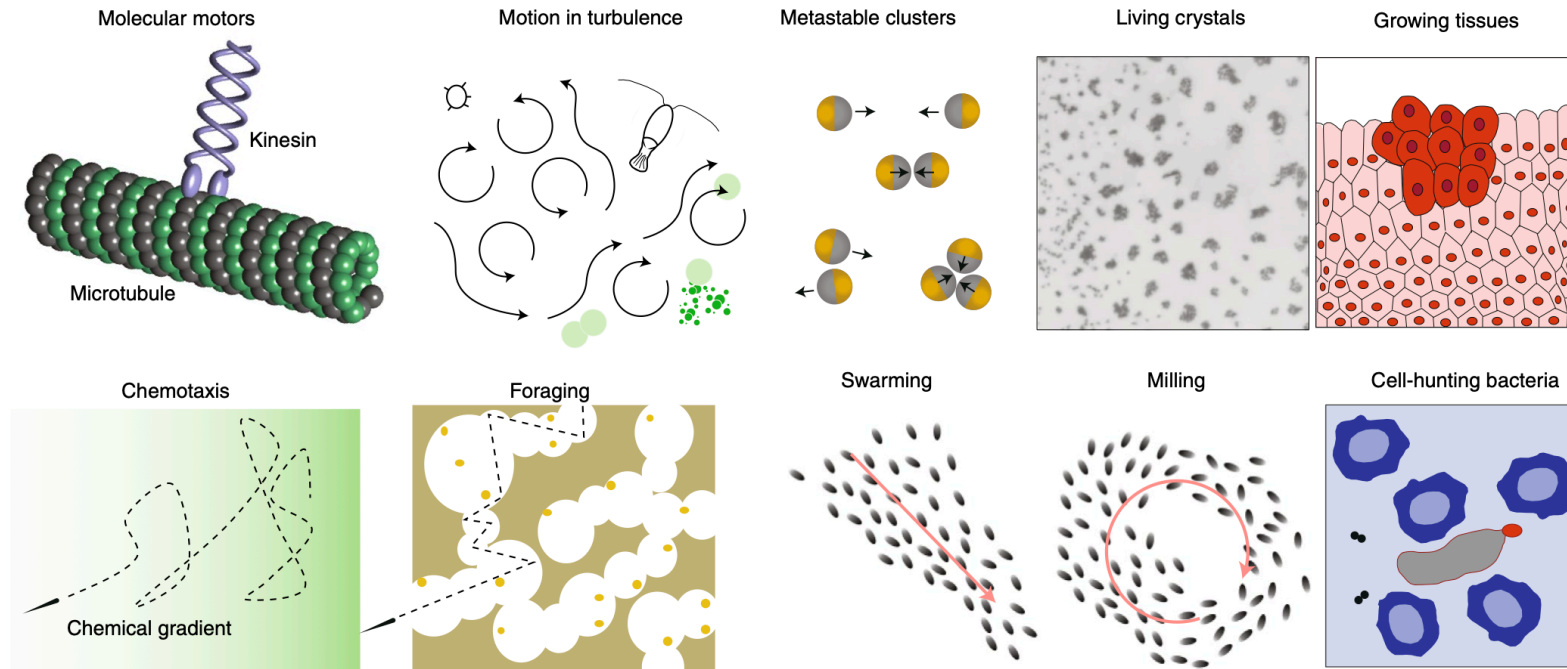 Molecular motors
Motion in turbulence
Metastable clusters
Living crystals
Growing tissues
Kinesin
Microtubule
Chemotaxis
Foraging
Swarming
Milling
Cell-hunting bacteria
Chemical gradient